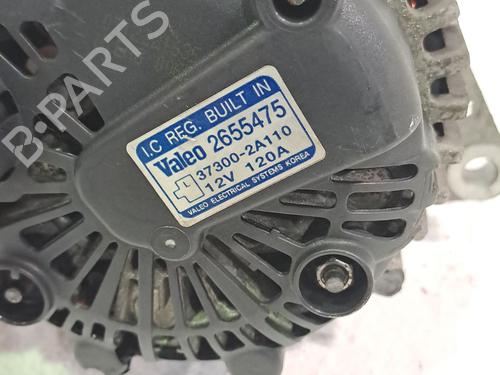 B-PARTS
I.C REG. BUILT IN
Valeo 2655475
37300-2A110
12V 120A
VALEO ELECTRICAL SYSTEMS KOREA